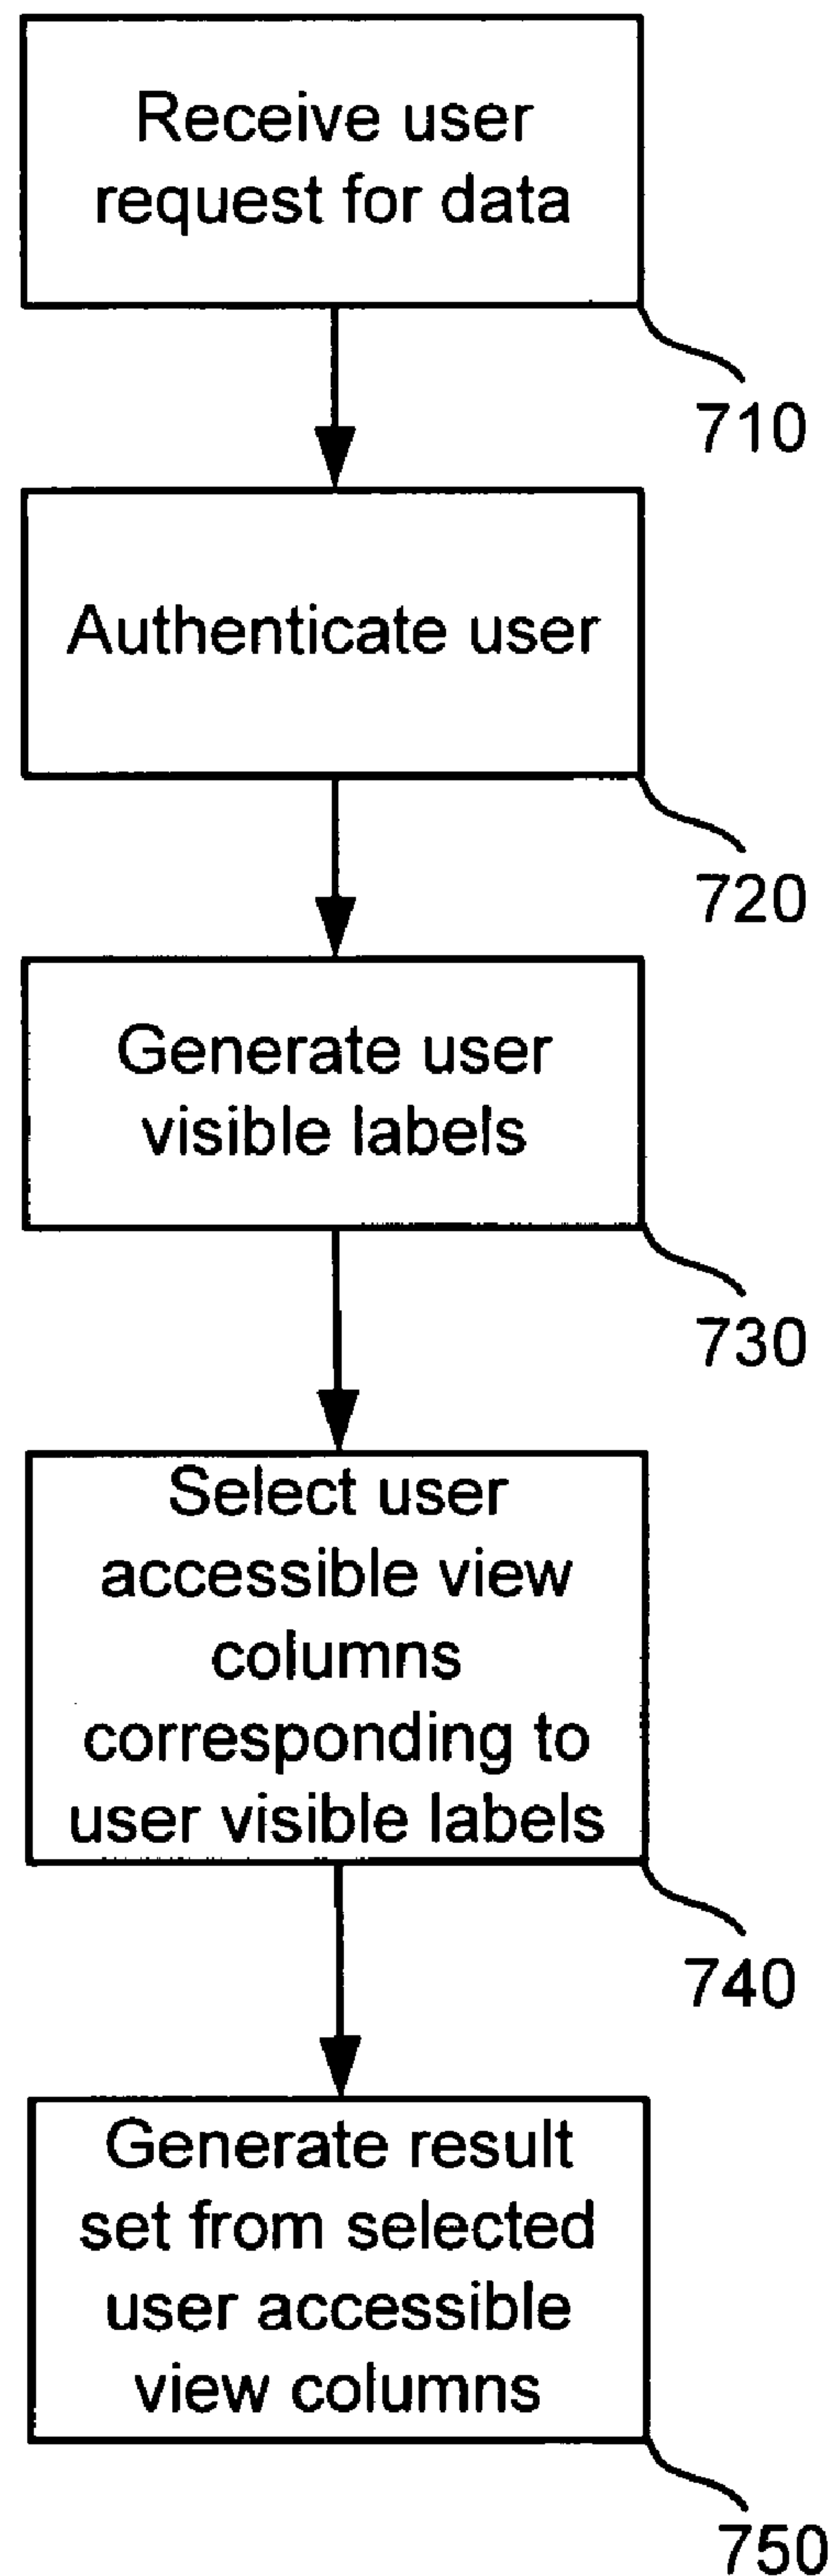 Receive user
request for data
710
Authenticate user
720
Generate user
visible labels
730
Select user
accessible view
columns
corresponding to
user visible labels
740
Generate result
set from selected
user accessible
view columns
750